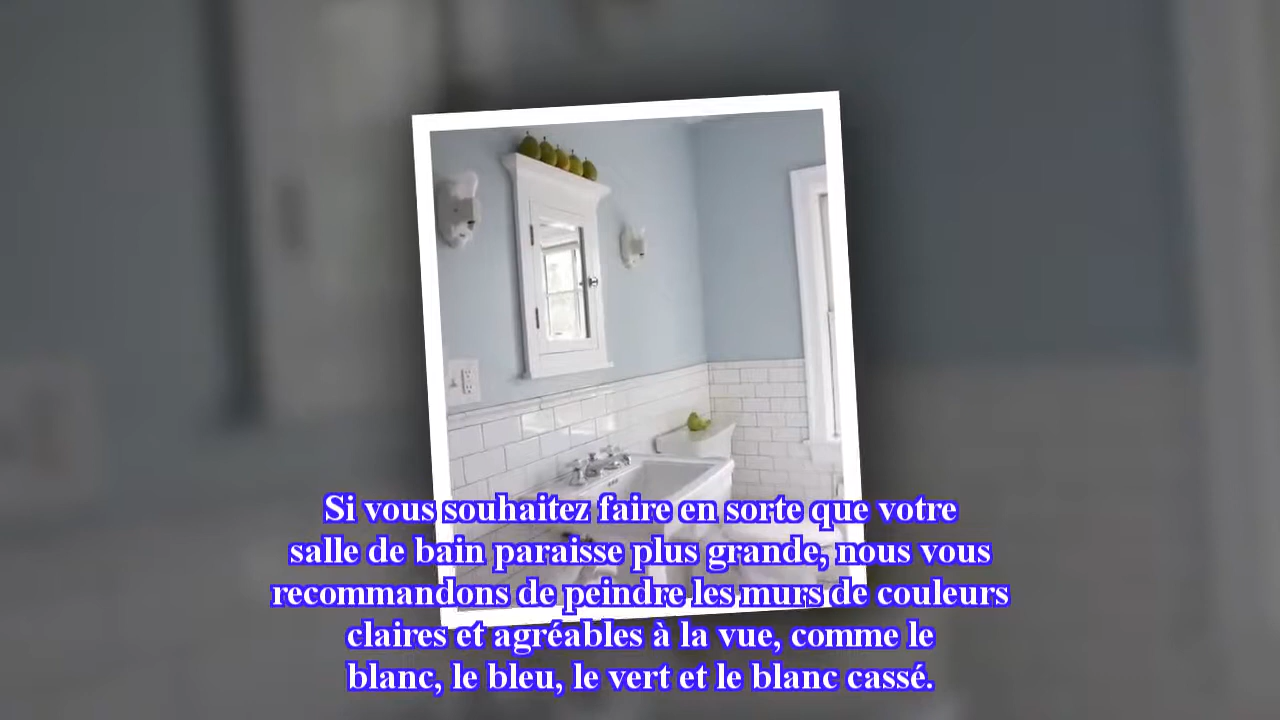 Si vous souhaitez faire en sorte que votre
salle de bain paraisse plus grande, nous vous
recommandons de peindre les murs de couleurs
claires et agréables à la vue, comme le
blanc, le bleu, le vert et le blanc cassé.